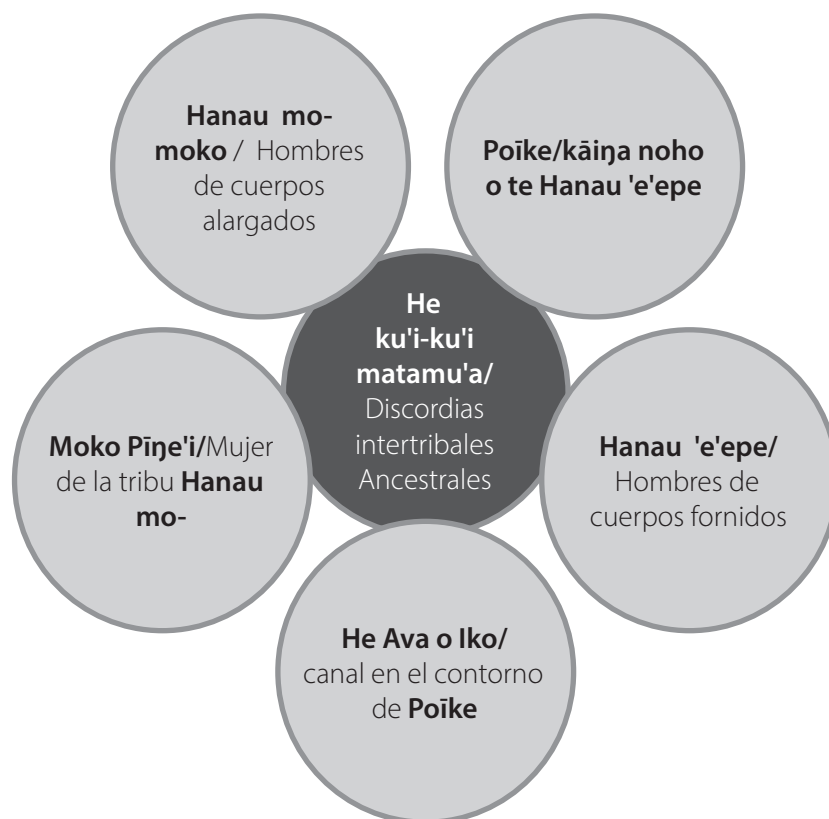 Hanau mo-
moko / Hombres
de cuerpos
alargados
Poīke/kāiŋa noho
o te Hanau 'e'epe
He
ku'i-ku'i
matamu'a/
Discordias
intertribales
Ancestrales
Moko Pīŋe'i/Mujer
de la tribu Hanau
mo-
Hanau 'e'epe/
Hombres de
cuerpos fornidos
He Ava o Iko/
canal en el contorno
de Poīke